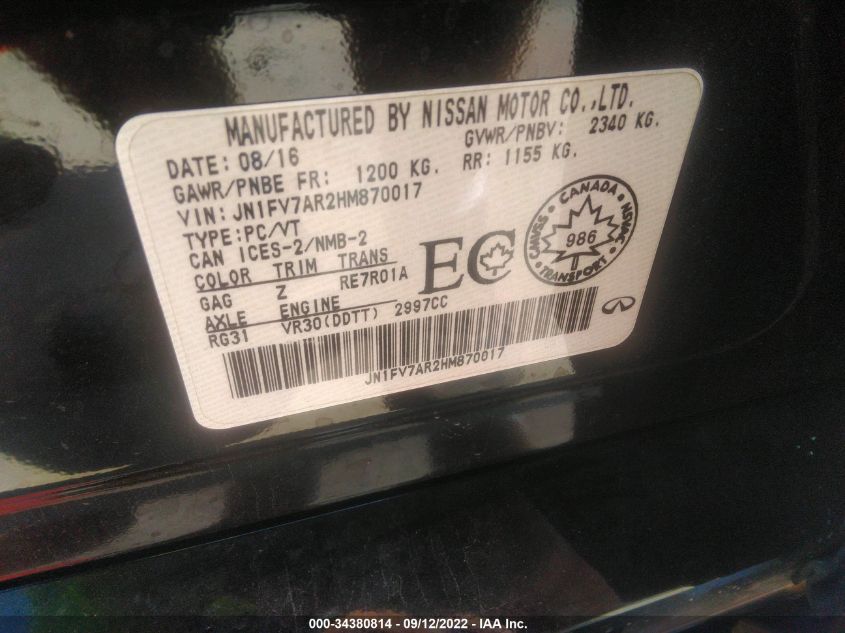 MANUFACTURED BY NISSAN MOTOR CO.,LTD.
DATE: 08/16 GVWR/PNBV: 2340 KG.
GAWR/PNBE FR: 1200 KG. RR: 1155 KG.
VIN: JN1FV7AR2HM870017
TYPE:PC/VT
CAN ICES-2/NMB-2
COLOR TRIM TRANS
GAG Z RE7R01A
AXLE ENGINE
RG31 VR30(DDTT) 2997CC
EC
CANADA
CMVSS NSVAC
986
TRANSPORT
JN1FV7AR2HM870017
000-34380814 - 09/12/2022 - IAA Inc.